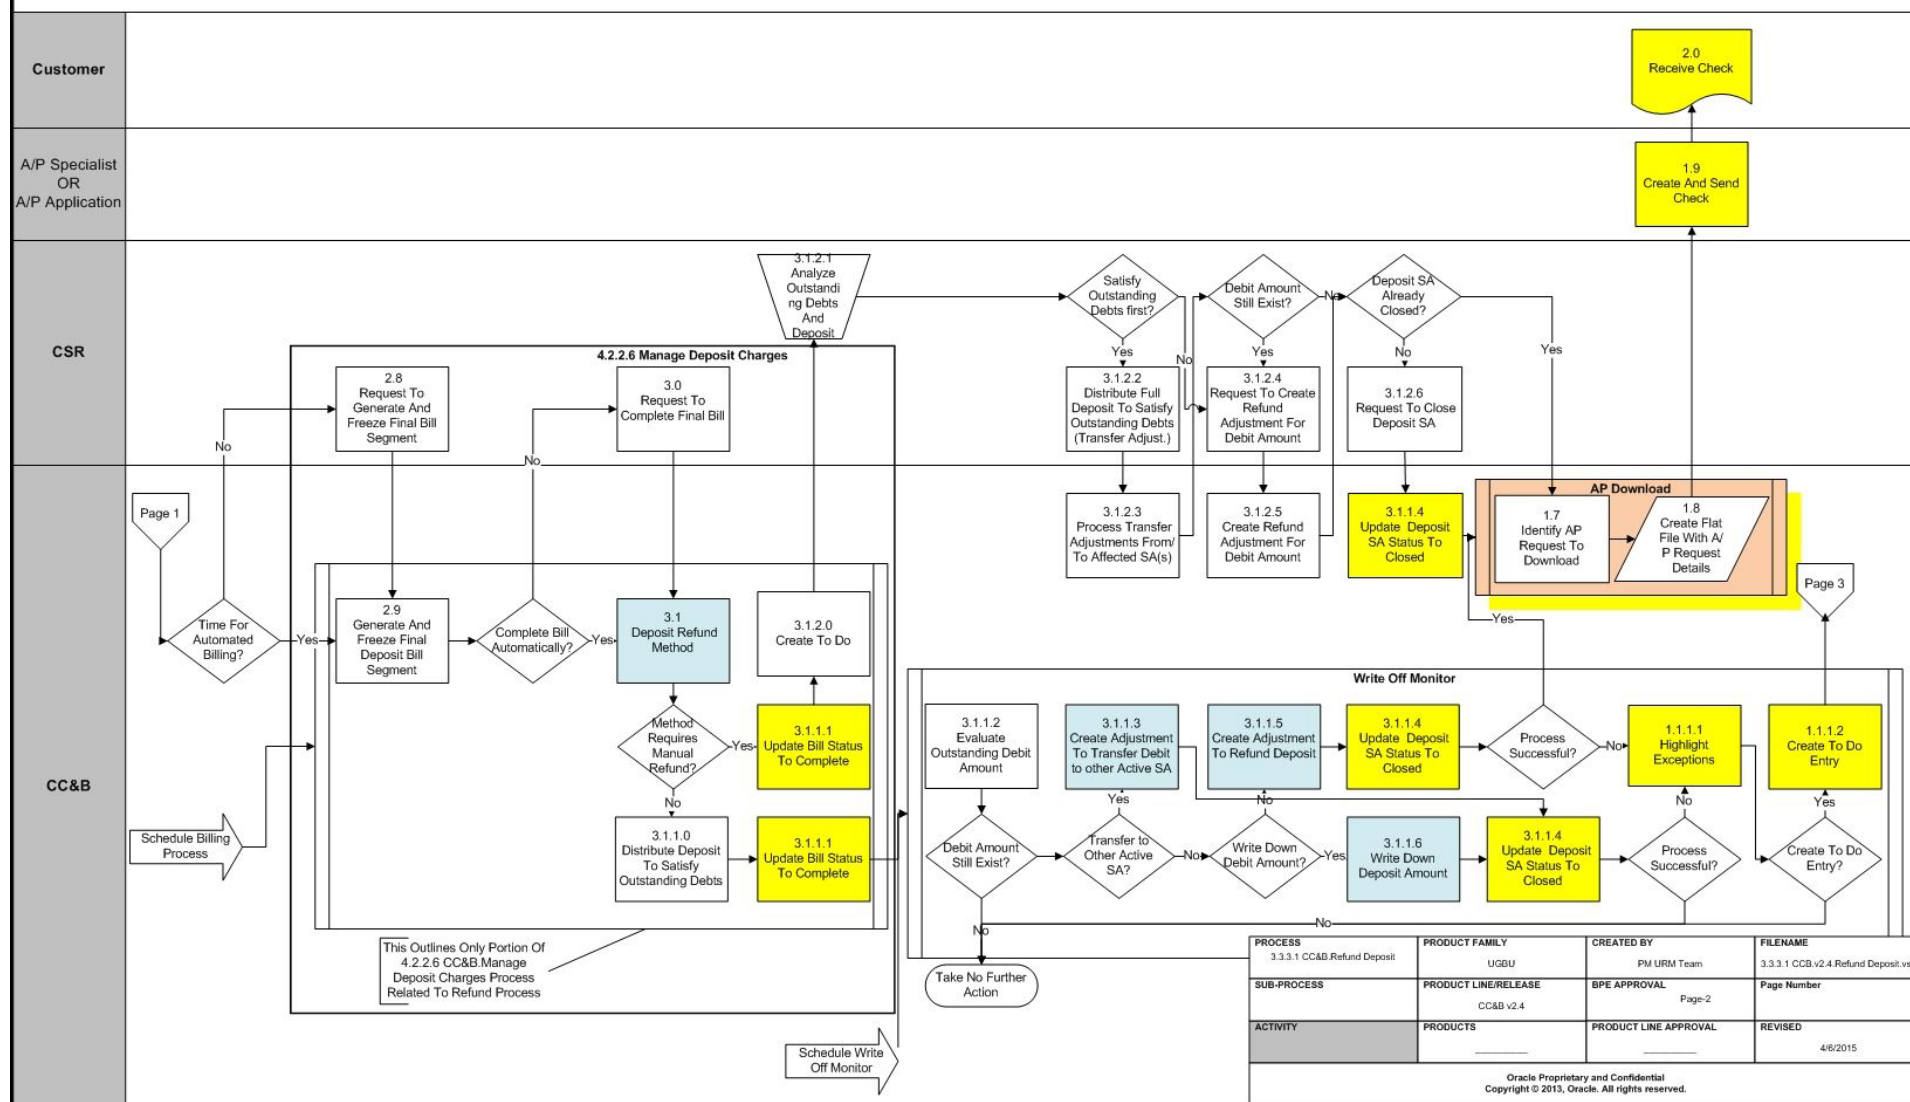 Customer
2.0
Receive Check
A/P Specialist
OR
A/P Application
1.9
Create And Send
Check
CSR
3.1.2.1
Analyze
Outstandi
ng Debts
And
Deposit
Satisfy
Outstanding
Debts first?
Debit Amount
Still Exist?
No
Deposit SA
Already
Closed?
Yes
No
Yes
No
Yes
4.2.2.6 Manage Deposit Charges
2.8
Request To
Generate And
Freeze Final Bill
Segment
3.0
Request To
Complete Final Bill
3.1.2.2
Distribute Full
Deposit To Satisfy
Outstanding Debts
(Transfer Adjust.)
3.1.2.4
Request To Create
Refund
Adjustment For
Debit Amount
3.1.2.6
Request To Close
Deposit SA
No
No
CC&B
Page 1
3.1.2.3
Process Transfer
Adjustments From/
To Affected SA(s)
3.1.2.5
Create Refund
Adjustment For
Debit Amount
3.1.1.4
Update Deposit
SA Status To
Closed
AP Download
1.7
Identify AP
Request To
Download
1.8
Create Flat
File With A/
P Request
Details
Page 3
Time For
Automated
Billing?
Yes
2.9
Generate And
Freeze Final
Deposit Bill
Segment
Complete Bill
Automatically?
Yes
3.1
Deposit Refund
Method
3.1.2.0
Create To Do
Yes
Write Off Monitor
Method
Requires
Manual
Refund?
Yes
3.1.1.1
Update Bill Status
To Complete
3.1.1.2
Evaluate
Outstanding Debit
Amount
3.1.1.3
Create Adjustment
To Transfer Debit
to other Active SA
3.1.1.5
Create Adjustment
To Refund Deposit
3.1.1.4
Update Deposit
SA Status To
Closed
Process
Successful?
No
1.1.1.1
Highlight
Exceptions
1.1.1.2
Create To Do
Entry
No
Yes
No
No
Yes
Schedule Billing
Process
3.1.1.0
Distribute Deposit
To Satisfy
Outstanding Debts
3.1.1.1
Update Bill Status
To Complete
Debit Amount
Still Exist?
Transfer to
Other Active
SA?
No
Write Down
Debit Amount?
Yes
3.1.1.6
Write Down
Deposit Amount
3.1.1.4
Update Deposit
SA Status To
Closed
Process
Successful?
Create To Do
Entry?
No
No
This Outlines Only Portion Of
4.2.2.6 CC&B.Manage
Deposit Charges Process
Related To Refund Process
Take No Further
Action
Schedule Write
Off Monitor
PROCESS
3.3.3.1 CC&B.Refund Deposit
PRODUCT FAMILY
UGBU
CREATED BY
PM URM Team
FILENAME
3.3.3.1 CCB.v2.4.Refund Deposit.vs
SUB-PROCESS
PRODUCT LINE/RELEASE
CC&B v2.4
BPE APPROVAL
Page-2
Page Number
ACTIVITY
PRODUCTS
PRODUCT LINE APPROVAL
REVISED
4/6/2015
Oracle Proprietary and Confidential
Copyright © 2013, Oracle. All rights reserved.